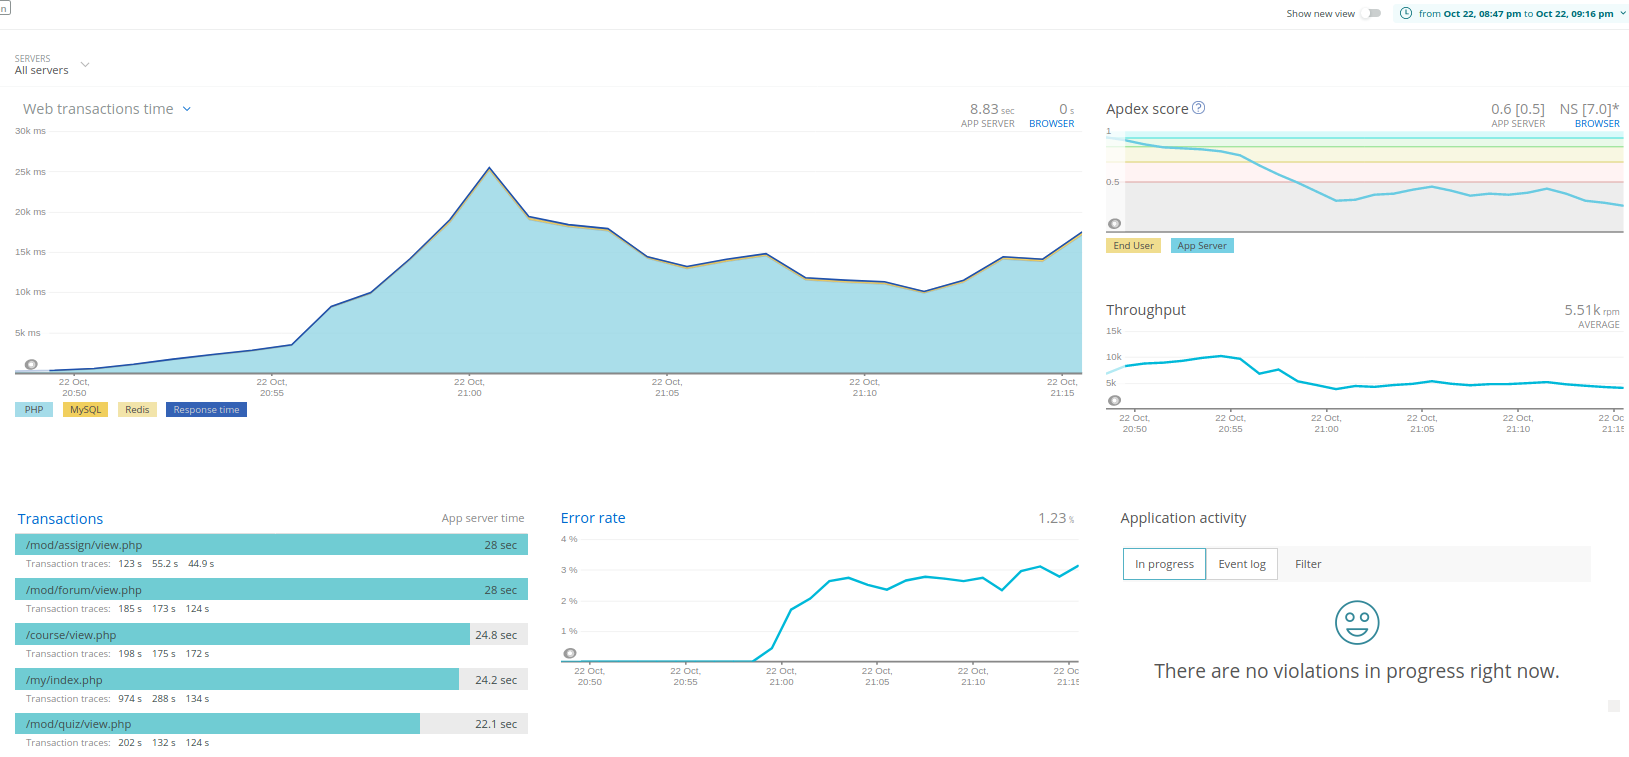 n
Show new view
from Oct 22, 08:47 pm to Oct 22, 09:16 pm
SERVERS
All servers
Web transactions time
8.83 sec
APP SERVER
0 s
BROWSER
30k ms
25k ms
20k ms
15k ms
10k ms
5k ms
22 Oct,
20:50
22 Oct,
20:55
22 Oct,
21:00
22 Oct,
21:05
22 Oct,
21:10
22 Oct,
21:15
PHP
MySQL
Redis
Response time
Apdex score ?
0.6 [0.5]
APP SERVER
NS [7.0]*
BROWSER
1
0.5
End User
App Server
Throughput
5.51k rpm
AVERAGE
15k
10k
5k
22 Oct,
20:50
22 Oct,
20:55
22 Oct,
21:00
22 Oct,
21:05
22 Oct,
21:10
22 Oc
21:15
Transactions
App server time
/mod/assign/view.php 28 sec
Transaction traces: 123 s 55.2 s 44.9 s
/mod/forum/view.php 28 sec
Transaction traces: 185 s 173 s 124 s
/course/view.php 24.8 sec
Transaction traces: 198 s 175 s 172 s
/my/index.php 24.2 sec
Transaction traces: 974 s 288 s 134 s
/mod/quiz/view.php 22.1 sec
Transaction traces: 202 s 132 s 124 s
Error rate
1.23 %
4 %
3 %
2 %
1 %
22 Oct,
20:50
22 Oct,
20:55
22 Oct,
21:00
22 Oct,
21:05
22 Oct,
21:10
22 Oc
21:15
Application activity
In progress
Event log
Filter
There are no violations in progress right now.